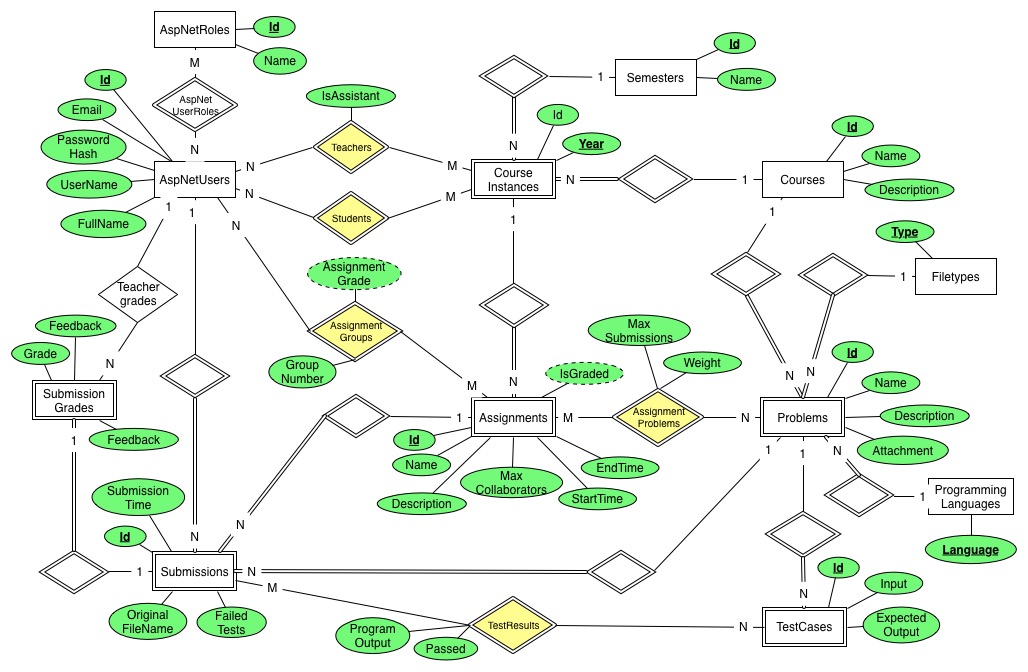 AspNetRoles
Id
Name
M
AspNet
UserRoles
N
Id
Email
Password
Hash
UserName
FullName
AspNetUsers
IsAssistant
Teachers
N
M
Students
N
M
Semesters
Id
Name
1
N
Id
Year
Course
Instances
N
1
Courses
Id
Name
Description
1
1
1
N
1
Teacher
grades
N
Assignment
Grade
Assignment
Groups
Group
Number
M
Type
Filetypes
1
N
N
N
Feedback
Grade
Submission
Grades
Feedback
1
Max
Submissions
Weight
IsGraded
Assignments
1
M
Assignment
Problems
N
Problems
Id
Name
Description
Attachment
Id
Name
Description
Max
Collaborators
StartTime
EndTime
1
1
N
1
Programming
Languages
Language
Submission
Time
Id
N
N
Submissions
1
N
M
Original
FileName
Failed
Tests
Program
Output
Passed
TestResults
N
N
TestCases
Id
Input
Expected
Output